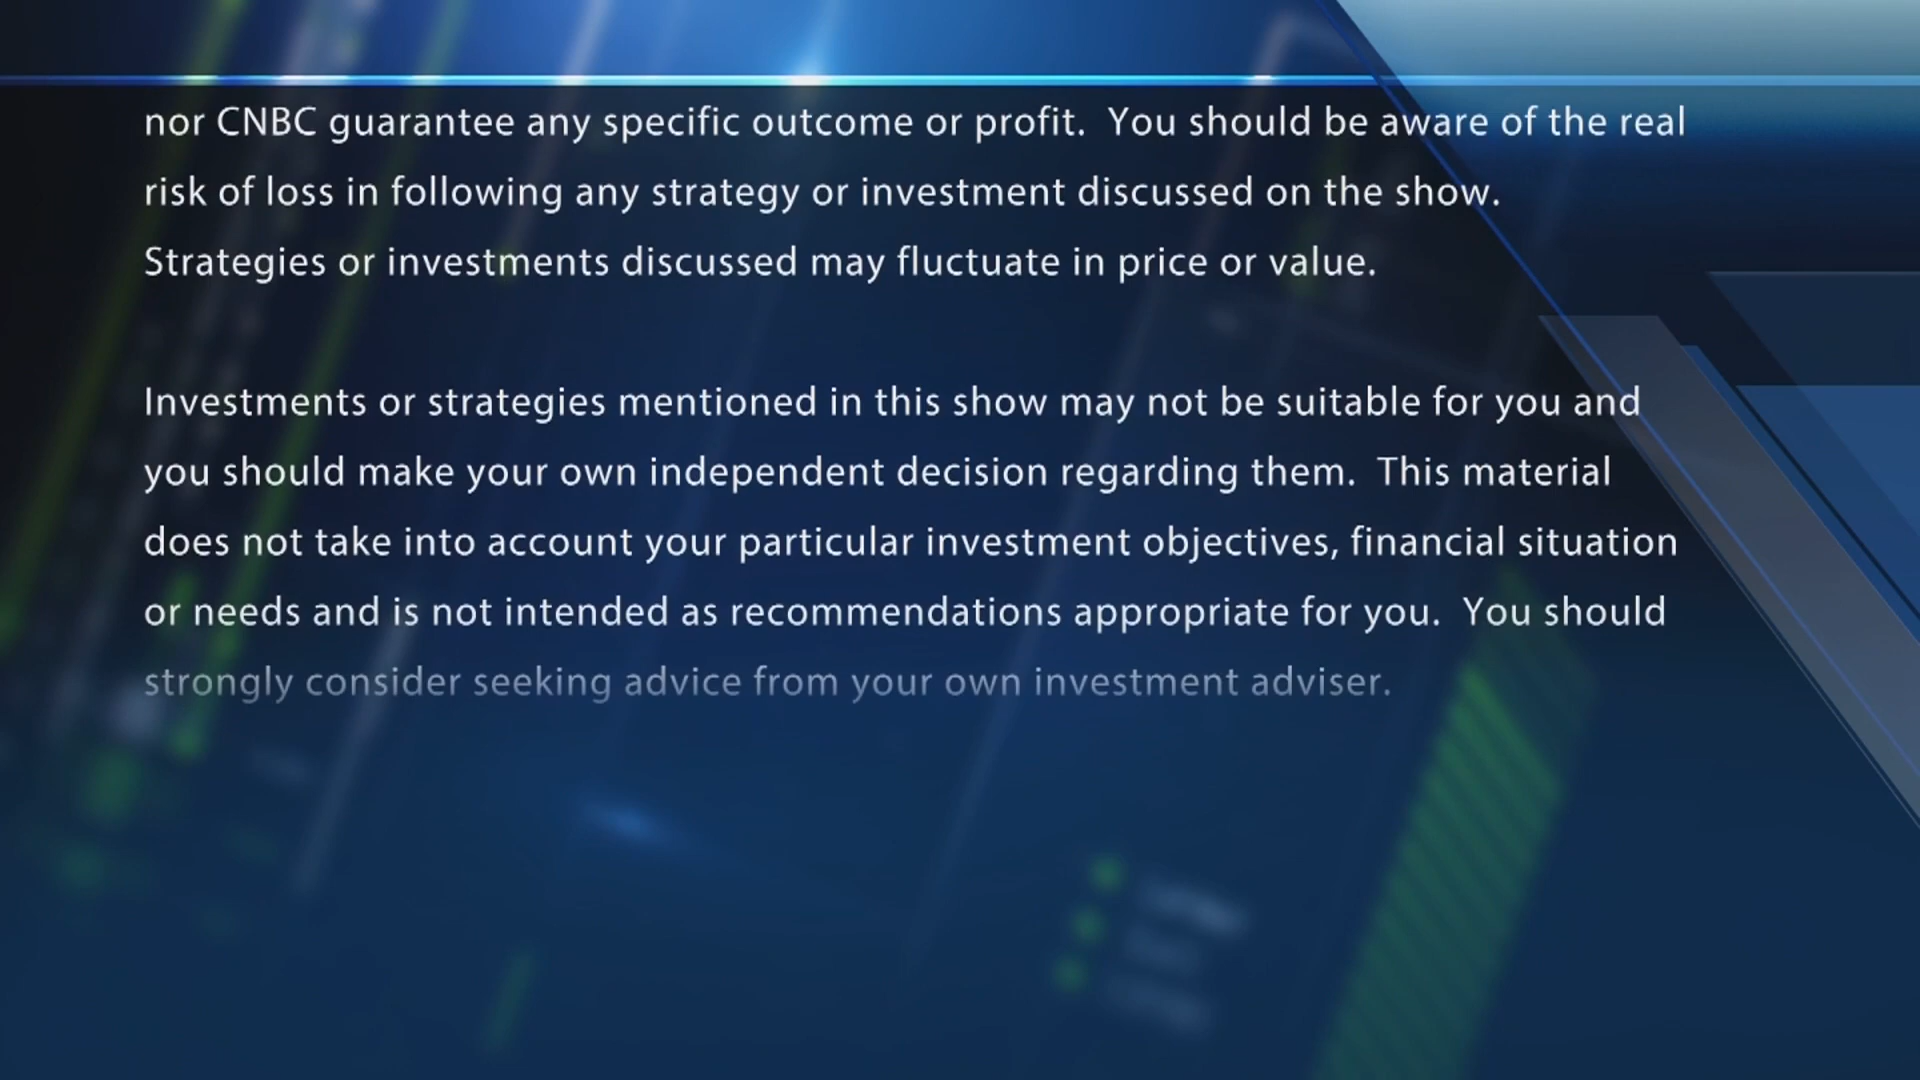 nor CNBC guarantee any specific outcome or profit.  You should be aware of the real
risk of loss in following any strategy or investment discussed on the show.
Strategies or investments discussed may fluctuate in price or value.
Investments or strategies mentioned in this show may not be suitable for you and
you should make your own independent decision regarding them.  This material
does not take into account your particular investment objectives, financial situation
or needs and is not intended as recommendations appropriate for you.  You should
strongly consider seeking advice from your own investment adviser.